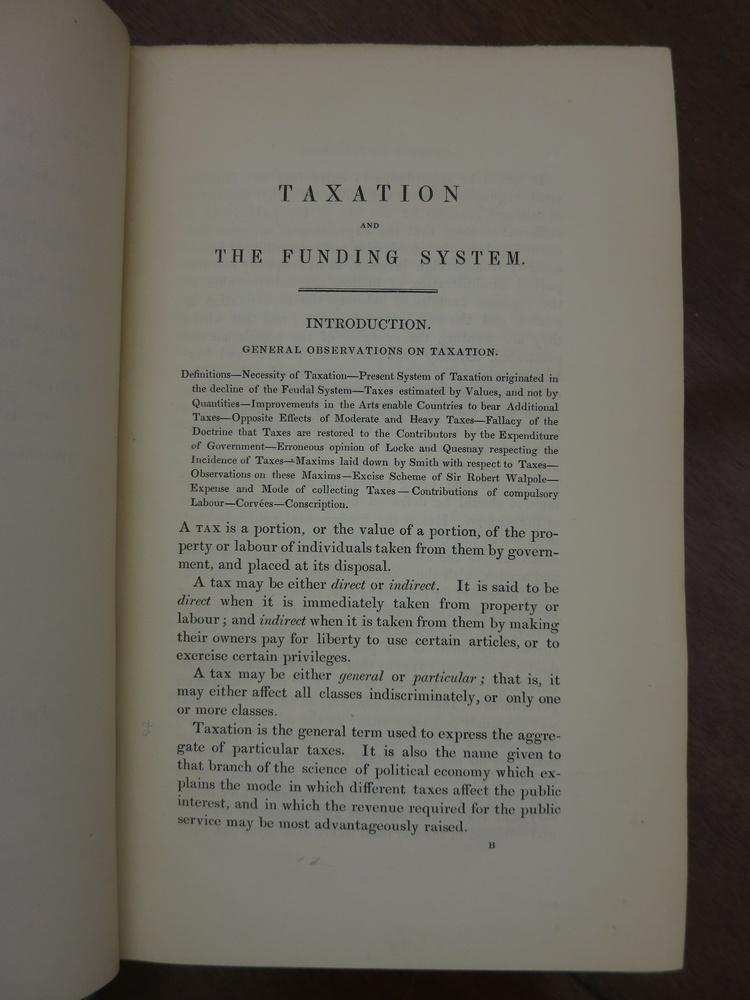 TAXATION
AND
THE FUNDING SYSTEM.
INTRODUCTION.
GENERAL OBSERVATIONS ON TAXATION.
Definitions—Necessity of Taxation—Present System of Taxation originated in
the decline of the Feudal System—Taxes estimated by Values, and not by
Quantities—Improvements in the Arts enable Countries to bear Additional
Taxes—Opposite Effects of Moderate and Heavy Taxes—Fallacy of the
Doctrine that Taxes are restored to the Contributors by the Expenditure
of Government—Erroneous opinion of Locke and Quesnay respecting the
Incidence of Taxes—Maxims laid down by Smith with respect to Taxes—
Observations on these Maxims—Excise Scheme of Sir Robert Walpole—
Expense and Mode of collecting Taxes—Contributions of compulsory
Labour—Corvées—Conscription.
A TAX is a portion, or the value of a portion, of the pro-
perty or labour of individuals taken from them by govern-
ment, and placed at its disposal.
A tax may be either direct or indirect. It is said to be
direct when it is immediately taken from property or
labour; and indirect when it is taken from them by making
their owners pay for liberty to use certain articles, or to
exercise certain privileges.
A tax may be either general or particular; that is, it
may either affect all classes indiscriminately, or only one
or more classes.
Taxation is the general term used to express the aggre-
gate of particular taxes. It is also the name given to
that branch of the science of political economy which ex-
plains the mode in which different taxes affect the public
interest, and in which the revenue required for the public
service may be most advantageously raised.
B